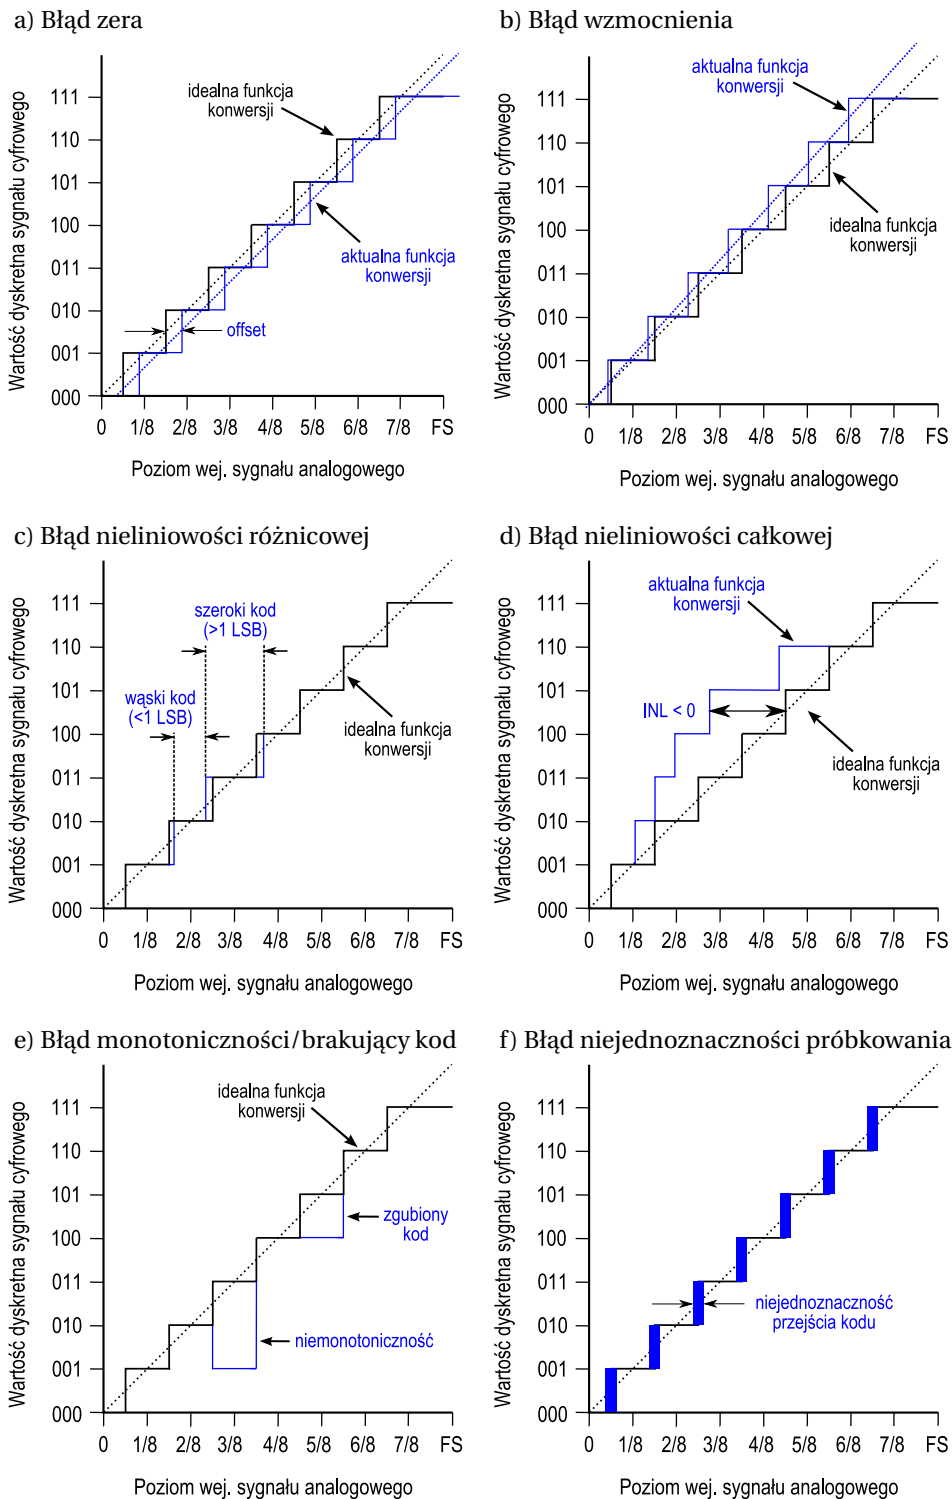 a) Błąd zera
Wartość dyskretna sygnału cyfrowego
111
110
101
100
011
010
001
000
idealna funkcja
konwersji
aktualna funkcja
konwersji
offset
0 1/8 2/8 3/8 4/8 5/8 6/8 7/8 FS
Poziom wej. sygnału analogowego
b) Błąd wzmocnienia
Wartość dyskretna sygnału cyfrowego
111
110
101
100
011
010
001
000
aktualna funkcja
konwersji
idealna funkcja
konwersji
0 1/8 2/8 3/8 4/8 5/8 6/8 7/8 FS
Poziom wej. sygnału analogowego
c) Błąd nieliniowości różnicowej
Wartość dyskretna sygnału cyfrowego
111
110
101
100
011
010
001
000
szeroki kod
(>1 LSB)
wąski kod
(<1 LSB)
idealna funkcja
konwersji
0 1/8 2/8 3/8 4/8 5/8 6/8 7/8 FS
Poziom wej. sygnału analogowego
d) Błąd nieliniowości całkowej
Wartość dyskretna sygnału cyfrowego
111
110
101
100
011
010
001
000
aktualna funkcja
konwersji
INL < 0
idealna funkcja
konwersji
0 1/8 2/8 3/8 4/8 5/8 6/8 7/8 FS
Poziom wej. sygnału analogowego
e) Błąd monotoniczności/brakujący kod
Wartość dyskretna sygnału cyfrowego
111
110
101
100
011
010
001
000
idealna funkcja
konwersji
zgubiony
kod
niemonotoniczność
0 1/8 2/8 3/8 4/8 5/8 6/8 7/8 FS
Poziom wej. sygnału analogowego
f) Błąd niejednoznaczności próbkowania
Wartość dyskretna sygnału cyfrowego
111
110
101
100
011
010
001
000
niejednoznaczność
przejścia kodu
0 1/8 2/8 3/8 4/8 5/8 6/8 7/8 FS
Poziom wej. sygnału analogowego